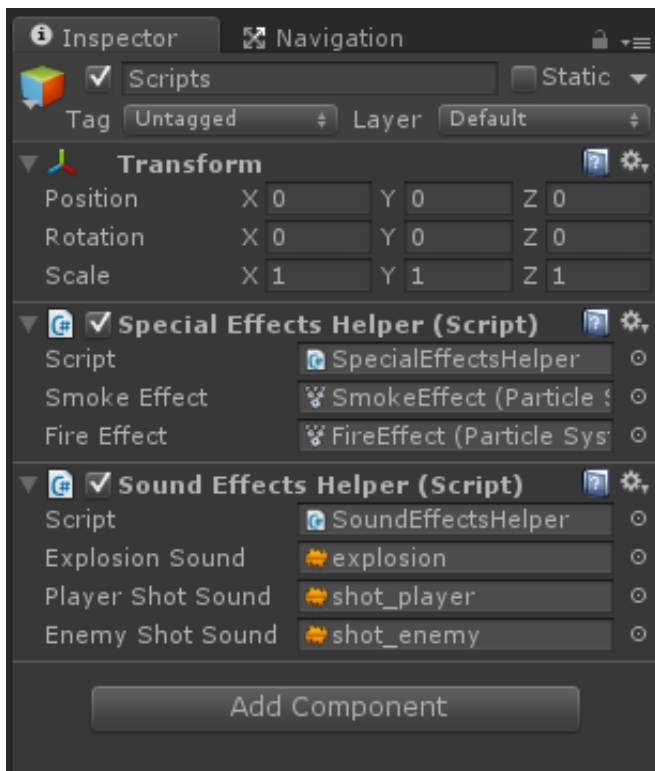 Inspector Navigation
Scripts Static
Tag Untagged Layer Default
Transform
Position X 0 Y 0 Z 0
Rotation X 0 Y 0 Z 0
Scale X 1 Y 1 Z 1
Special Effects Helper (Script)
Script SpecialEffectsHelper
Smoke Effect SmokeEffect (Particle S
Fire Effect FireEffect (Particle Syst
Sound Effects Helper (Script)
Script SoundEffectsHelper
Explosion Sound explosion
Player Shot Sound shot_player
Enemy Shot Sound shot_enemy
Add Component